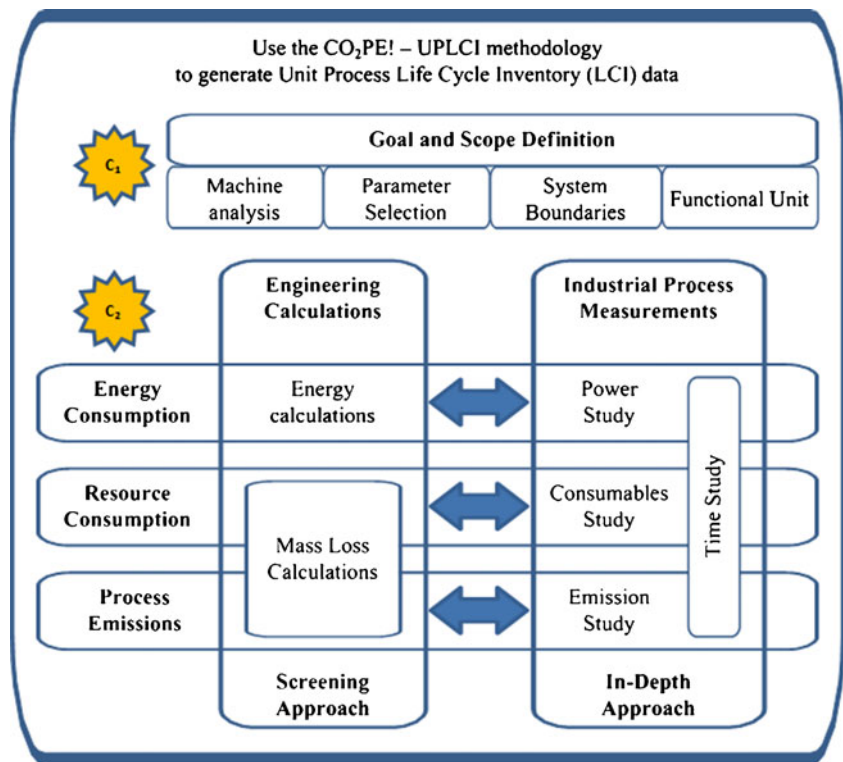 Use the CO₂PE! – UPLCI methodology
to generate Unit Process Life Cycle Inventory (LCI) data
C₁
Goal and Scope Definition
Machine
analysis
Parameter
Selection
System
Boundaries
Functional Unit
C₂
Engineering
Calculations
Industrial Process
Measurements
Energy
Consumption
Energy
calculations
Power
Study
Resource
Consumption
Consumables
Study
Mass Loss
Calculations
Process
Emissions
Emission
Study
Time Study
Screening
Approach
In-Depth
Approach